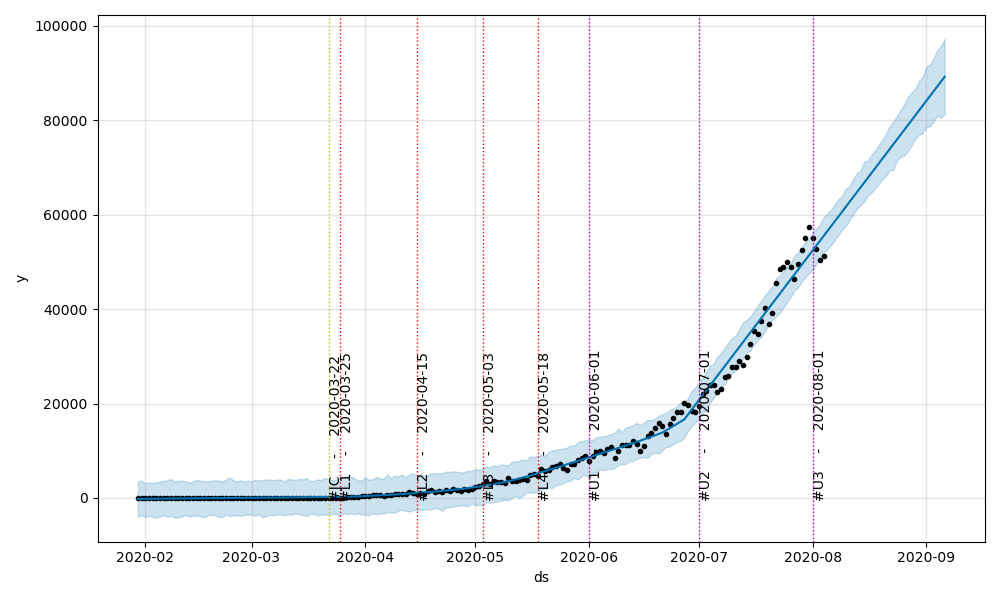 100000
80000
60000
40000
20000
0
y
#JC - 2020-03-22
#L1 - 2020-03-25
#L2 - 2020-04-15
#L3 - 2020-05-03
#L4 - 2020-05-18
#U1 - 2020-06-01
#U2 - 2020-07-01
#U3 - 2020-08-01
2020-02 2020-03 2020-04 2020-05 2020-06 2020-07 2020-08 2020-09
ds